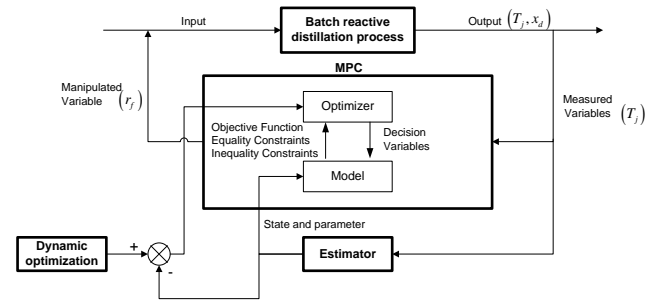 Input
Batch reactive
distillation process
Output (T_j, x_d)
MPC
Manipulated
Variable (r_f)
Optimizer
Measured
Variables (T_j)
Objective Function
Equality Constraints
Inequality Constraints
Decision
Variables
Model
State and parameter
Dynamic
optimization
+
-
Estimator